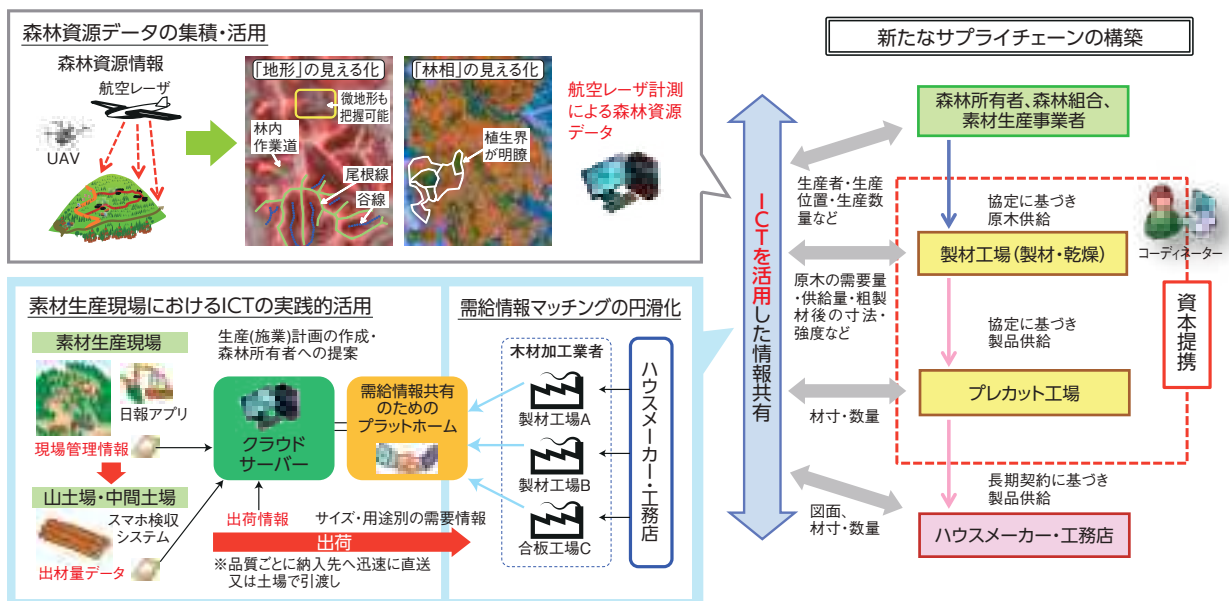 森林資源データの集積・活用
森林資源情報
航空レーザ
UAV
「地形」の見える化
微地形も
把握可能
林内
作業道
尾根線
谷線
「林相」の見える化
植生界
が明瞭
航空レーザ計測
による森林資源
データ
素材生産現場におけるICTの実践的活用
素材生産現場
日報アプリ
現場管理情報
山土場・中間土場
スマホ検収
システム
出材量データ
生産(施業)計画の作成・
森林所有者への提案
クラウド
サーバー
出荷情報
需給情報共有
のための
プラットホーム
サイズ・用途別の需要情報
出荷
※品質ごとに納入先へ迅速に直送
又は土場で引渡し
需給情報マッチングの円滑化
木材加工業者
製材工場A
製材工場B
合板工場C
ハウスメーカー・工務店
ICTを活用した情報共有
新たなサプライチェーンの構築
森林所有者、森林組合、
素材生産事業者
生産者・生産
位置・生産数
量など
協定に基づき
原木供給
コーディネーター
製材工場(製材・乾燥)
原木の需要量
・供給量・粗製
材後の寸法・
強度など
協定に基づき
製品供給
資本提携
プレカット工場
材寸・数量
長期契約に基づき
製品供給
図面、
材寸・数量
ハウスメーカー・工務店